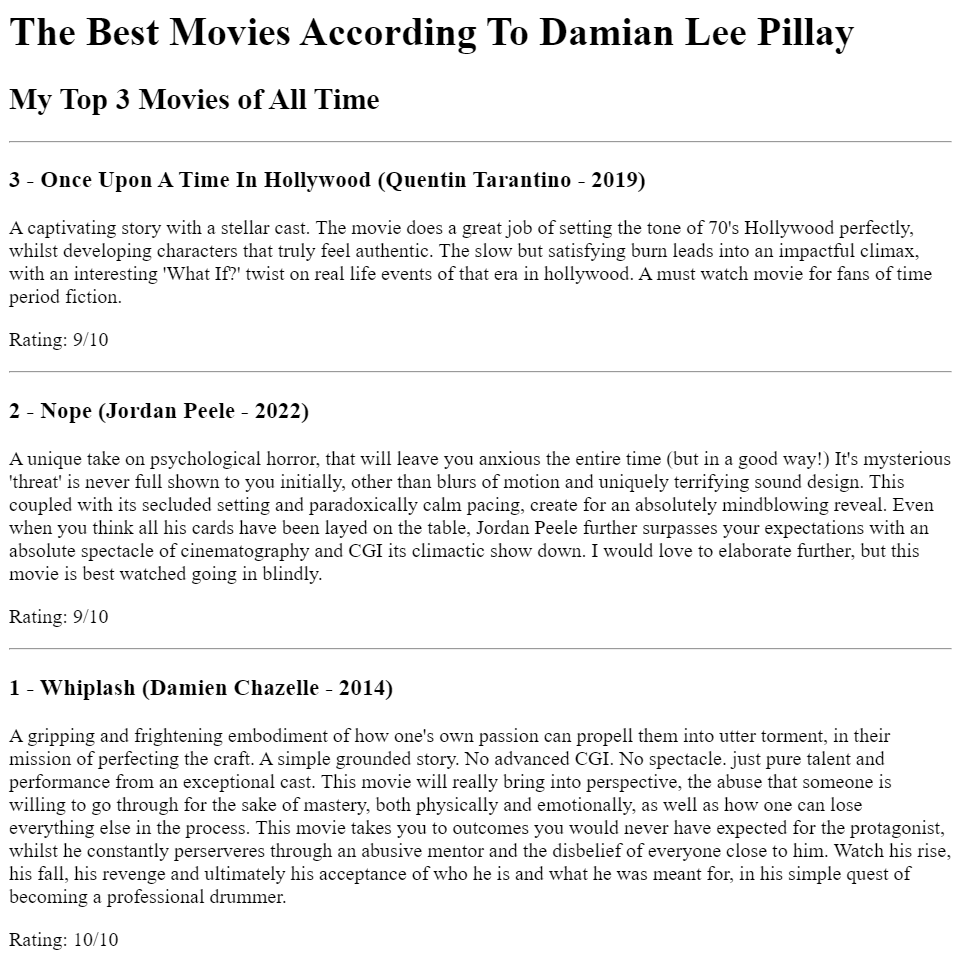 The Best Movies According To Damian Lee Pillay
My Top 3 Movies of All Time
3 - Once Upon A Time In Hollywood (Quentin Tarantino - 2019)
A captivating story with a stellar cast. The movie does a great job of setting the tone of 70's Hollywood perfectly,
whilst developing characters that truly feel authentic. The slow but satisfying burn leads into an impactful climax,
with an interesting 'What If?' twist on real life events of that era in hollywood. A must watch movie for fans of time
period fiction.
Rating: 9/10
2 - Nope (Jordan Peele - 2022)
A unique take on psychological horror, that will leave you anxious the entire time (but in a good way!) It's mysterious
'threat' is never full shown to you initially, other than blurs of motion and uniquely terrifying sound design. This
coupled with its secluded setting and paradoxically calm pacing, create for an absolutely mindblowing reveal. Even
when you think all his cards have been layed on the table, Jordan Peele further surpasses your expectations with an
absolute spectacle of cinematography and CGI its climactic show down. I would love to elaborate further, but this
movie is best watched going in blindly.
Rating: 9/10
1 - Whiplash (Damien Chazelle - 2014)
A gripping and frightening embodiment of how one's own passion can propell them into utter torment, in their
mission of perfecting the craft. A simple grounded story. No advanced CGI. No spectacle. just pure talent and
performance from an exceptional cast. This movie will really bring into perspective, the abuse that someone is
willing to go through for the sake of mastery, both physically and emotionally, as well as how one can lose
everything else in the process. This movie takes you to outcomes you would never have expected for the protagonist,
whilst he constantly perserveres through an abusive mentor and the disbelief of everyone close to him. Watch his rise,
his fall, his revenge and ultimately his acceptance of who he is and what he was meant for, in his simple quest of
becoming a professional drummer.
Rating: 10/10